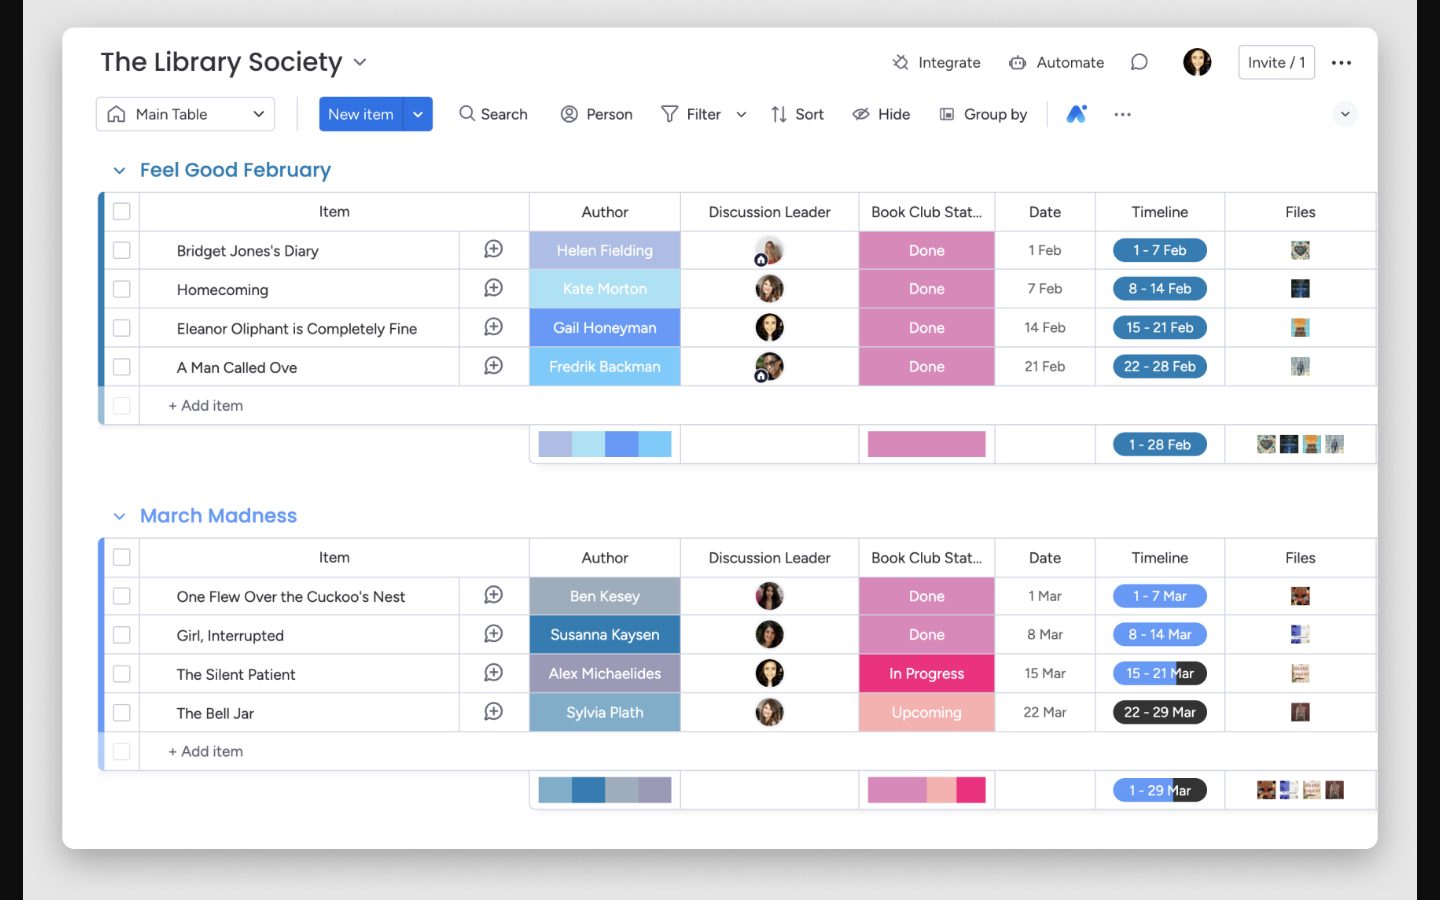 The Library Society
Integrate Automate Invite / 1
Main Table New item Search Person Filter Sort Hide Group by
Feel Good February
Item Author Discussion Leader Book Club Stat... Date Timeline Files
Bridget Jones's Diary Helen Fielding Done 1 Feb 1 - 7 Feb
Homecoming Kate Morton Done 7 Feb 8 - 14 Feb
Eleanor Oliphant is Completely Fine Gail Honeyman Done 14 Feb 15 - 21 Feb
A Man Called Ove Fredrik Backman Done 21 Feb 22 - 28 Feb
+ Add item
1 - 28 Feb
March Madness
Item Author Discussion Leader Book Club Stat... Date Timeline Files
One Flew Over the Cuckoo's Nest Ben Kesey Done 1 Mar 1 - 7 Mar
Girl, Interrupted Susanna Kaysen Done 8 Mar 8 - 14 Mar
The Silent Patient Alex Michaelides In Progress 15 Mar 15 - 21 Mar
The Bell Jar Sylvia Plath Upcoming 22 Mar 22 - 29 Mar
+ Add item
1 - 29 Mar